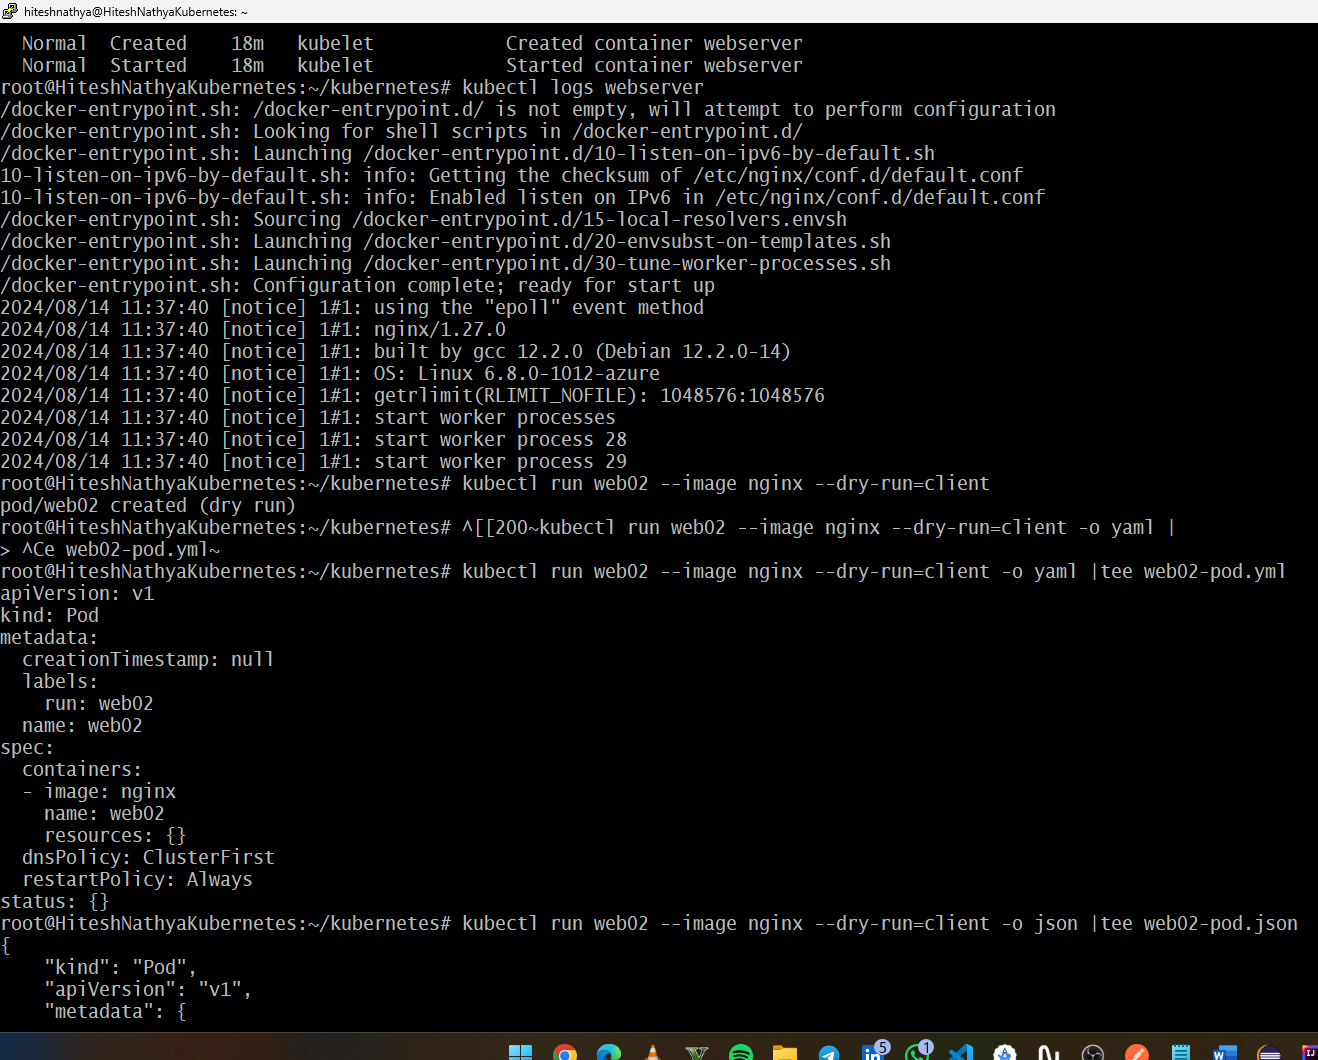 hiteshnathya@HiteshNathyaKubernetes: ~
  Normal  Created    18m   kubelet            Created container webserver
  Normal  Started    18m   kubelet            Started container webserver
root@HiteshNathyaKubernetes:~/kubernetes# kubectl logs webserver
/docker-entrypoint.sh: /docker-entrypoint.d/ is not empty, will attempt to perform configuration
/docker-entrypoint.sh: Looking for shell scripts in /docker-entrypoint.d/
/docker-entrypoint.sh: Launching /docker-entrypoint.d/10-listen-on-ipv6-by-default.sh
10-listen-on-ipv6-by-default.sh: info: Getting the checksum of /etc/nginx/conf.d/default.conf
10-listen-on-ipv6-by-default.sh: info: Enabled listen on IPv6 in /etc/nginx/conf.d/default.conf
/docker-entrypoint.sh: Sourcing /docker-entrypoint.d/15-local-resolvers.envsh
/docker-entrypoint.sh: Launching /docker-entrypoint.d/20-envsubst-on-templates.sh
/docker-entrypoint.sh: Launching /docker-entrypoint.d/30-tune-worker-processes.sh
/docker-entrypoint.sh: Configuration complete; ready for start up
2024/08/14 11:37:40 [notice] 1#1: using the "epoll" event method
2024/08/14 11:37:40 [notice] 1#1: nginx/1.27.0
2024/08/14 11:37:40 [notice] 1#1: built by gcc 12.2.0 (Debian 12.2.0-14)
2024/08/14 11:37:40 [notice] 1#1: OS: Linux 6.8.0-1012-azure
2024/08/14 11:37:40 [notice] 1#1: getrlimit(RLIMIT_NOFILE): 1048576:1048576
2024/08/14 11:37:40 [notice] 1#1: start worker processes
2024/08/14 11:37:40 [notice] 1#1: start worker process 28
2024/08/14 11:37:40 [notice] 1#1: start worker process 29
root@HiteshNathyaKubernetes:~/kubernetes# kubectl run web02 --image nginx --dry-run=client
pod/web02 created (dry run)
root@HiteshNathyaKubernetes:~/kubernetes# ^[[200~kubectl run web02 --image nginx --dry-run=client -o yaml |
> ^Ce web02-pod.yml~
root@HiteshNathyaKubernetes:~/kubernetes# kubectl run web02 --image nginx --dry-run=client -o yaml |tee web02-pod.yml
apiVersion: v1
kind: Pod
metadata:
  creationTimestamp: null
  labels:
    run: web02
  name: web02
spec:
  containers:
  - image: nginx
    name: web02
    resources: {}
  dnsPolicy: ClusterFirst
  restartPolicy: Always
status: {}
root@HiteshNathyaKubernetes:~/kubernetes# kubectl run web02 --image nginx --dry-run=client -o json |tee web02-pod.json
{
    "kind": "Pod",
    "apiVersion": "v1",
    "metadata": {
5
1